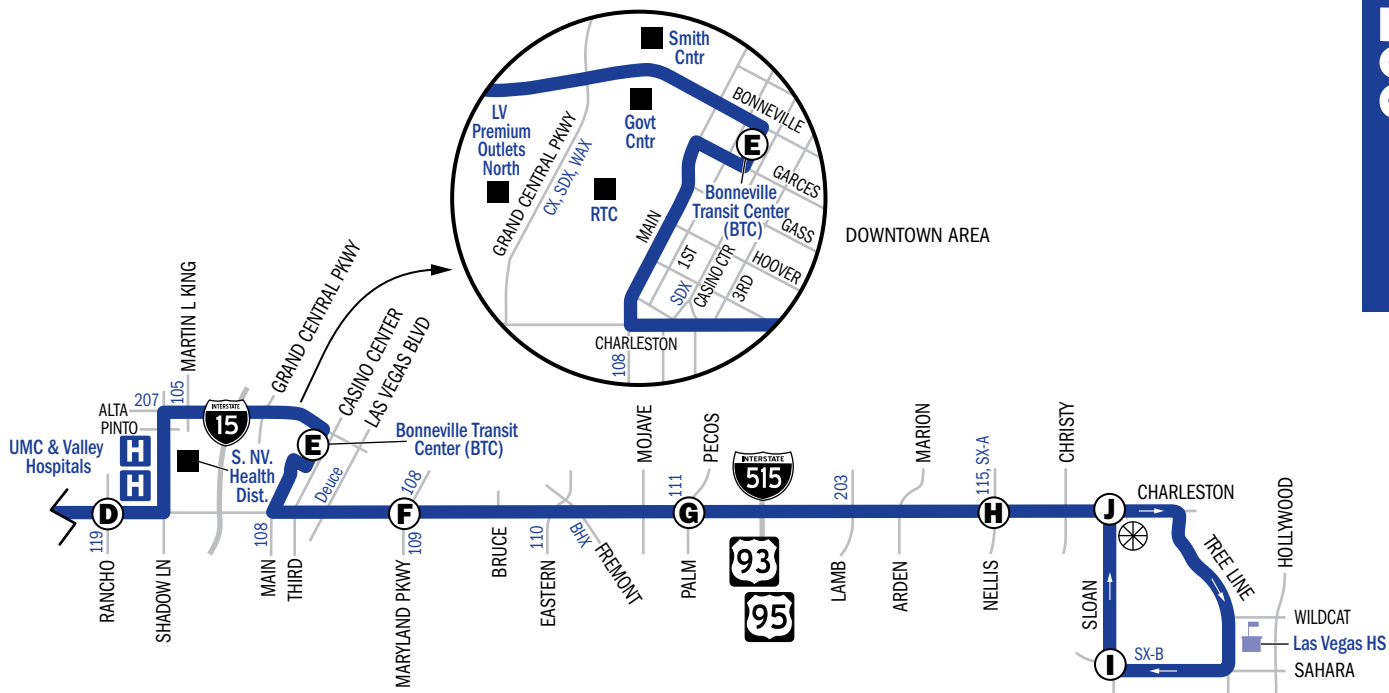 Smith
Cntr
BONNEVILLE
LV
Premium
Outlets
North
Govt
Cntr
E
GRAND CENTRAL PKWY
CX, SDX, WAX
RTC
GARCES
Bonneville
Transit Center
(BTC)
MAIN
GASS
HOOVER
1ST
SDX
CASINO CTR
3RD
CHARLESTON
108
DOWNTOWN AREA
MARTIN L KING
GRAND CENTRAL PKWY
CASINO CENTER
LAS VEGAS BLVD
207
105
ALTA
PINTO
INTERSTATE
15
UMC & Valley
Hospitals
H
H
S. NV.
Health
Dist.
E
Bonneville Transit
Center (BTC)
Deuce
108
MOJAVE
111
PECOS
INTERSTATE
515
203
MARION
115, SX-A
CHRISTY
D
F
G
H
J
CHARLESTON
119
RANCHO
SHADOW LN
108
MAIN
THIRD
109
MARYLAND PKWY
BRUCE
110
EASTERN
BHX
FREMONT
PALM
93
95
LAMB
ARDEN
NELLIS
SLOAN
TREE LINE
HOLLYWOOD
WILDCAT
Las Vegas HS
I
SX-B
SAHARA